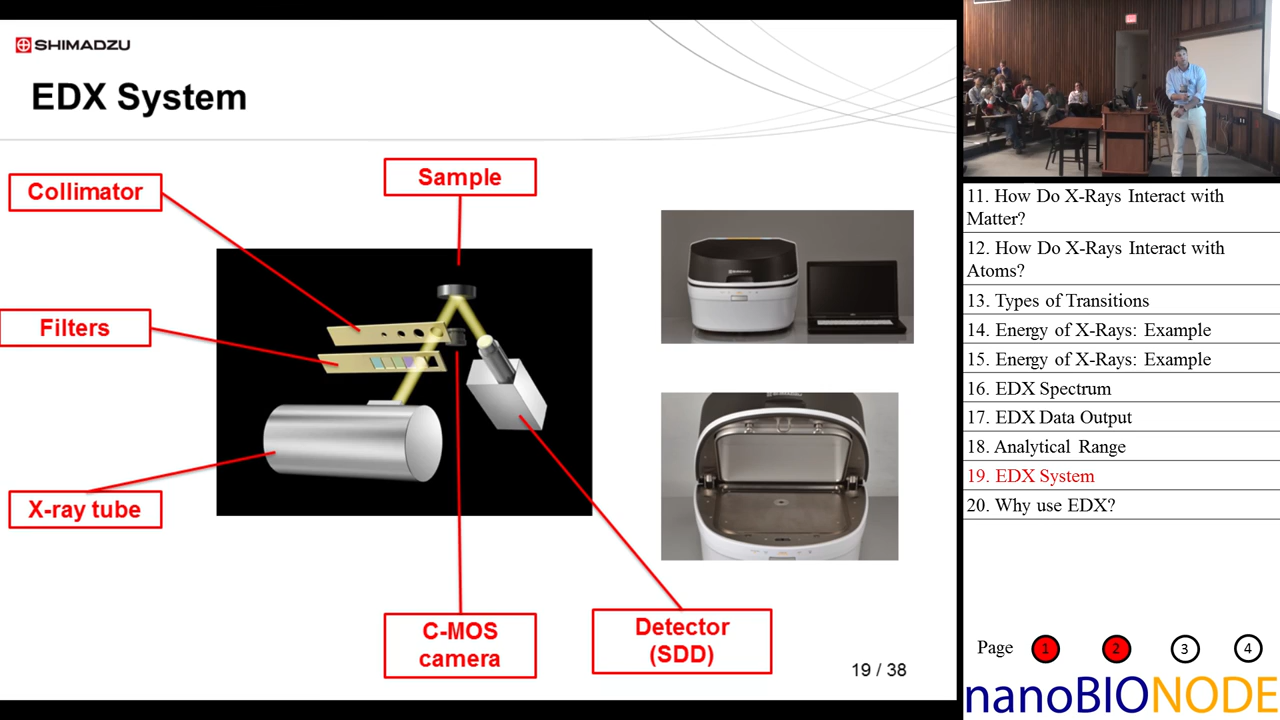 SHIMADZU
EDX System
Collimator
Sample
Filters
X-ray tube
C-MOS
camera
Detector
(SDD)
19 / 38
11. How Do X-Rays Interact with
Matter?
12. How Do X-Rays Interact with
Atoms?
13. Types of Transitions
14. Energy of X-Rays: Example
15. Energy of X-Rays: Example
16. EDX Spectrum
17. EDX Data Output
18. Analytical Range
19. EDX System
20. Why use EDX?
Page 1 2 3 4
nanoBIONODE